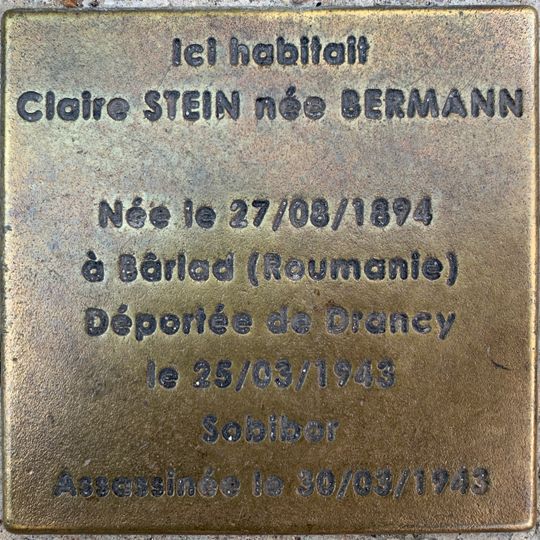 Ici habitait
Claire STEIN née BERMANN
Née le 27/08/1894
à Bârlad (Roumanie)
Déportée de Drancy
le 25/03/1943
Sobibor
Assassinée le 30/03/1943